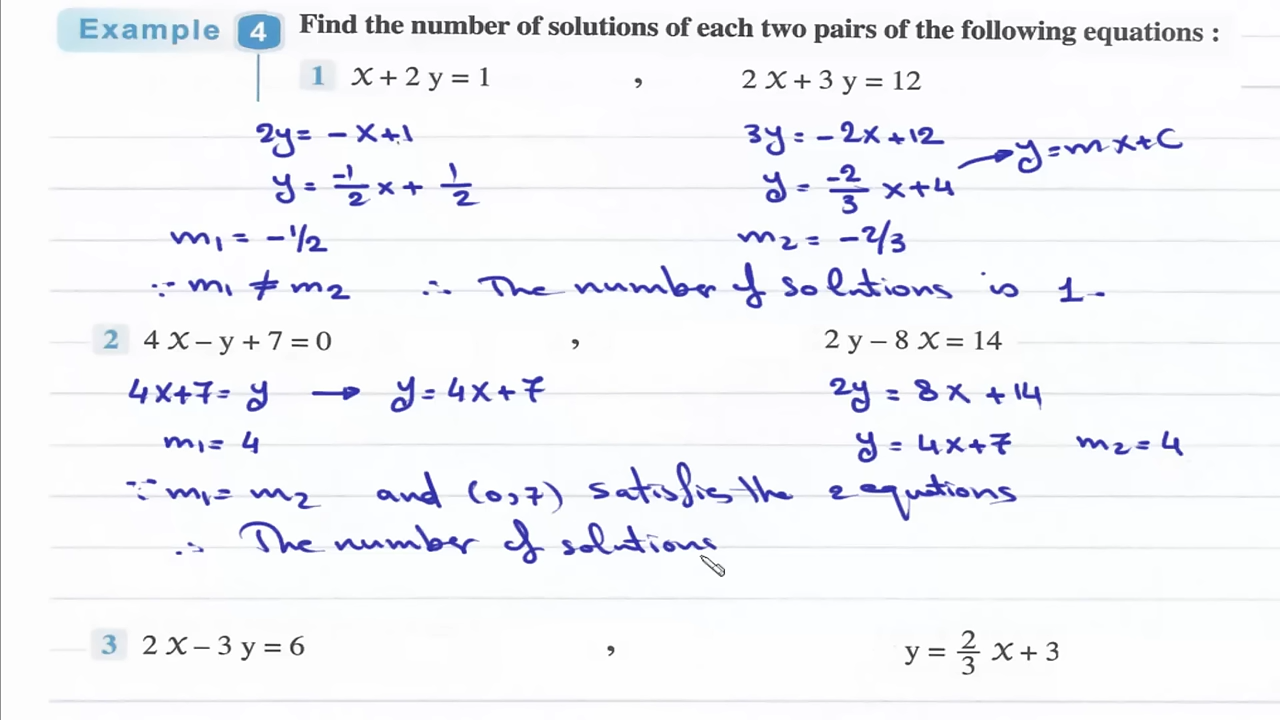 Example 4 Find the number of solutions of each two pairs of the following equations :
1 x + 2 y = 1 , 2 x + 3 y = 12
2y = - x + 1 3y = - 2x + 12
y = -1/2 x + 1/2 y = -2/3 x + 4 → y = mx + c
m1 = -1/2 m2 = -2/3
∵ m1 ≠ m2 ∴ The number of solutions is 1 -
2 4 x – y + 7 = 0 , 2 y – 8 x = 14
4x + 7 = y → y = 4x + 7 2y = 8x + 14
m1 = 4 y = 4x + 7 m2 = 4
∵ m1 = m2 and (0,7) satisfies the 2 equtions
∴ The number of solutions
3 2 x – 3 y = 6 , y = 2/3 x + 3